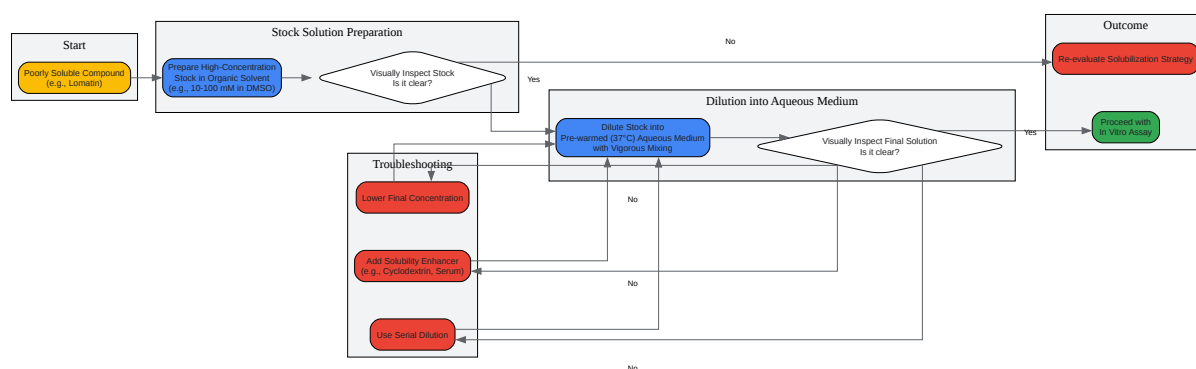 Start
Poorly Soluble Compound
(e.g., Lomatin)
Stock Solution Preparation
Prepare High-Concentration
Stock in Organic Solvent
(e.g., 10-100 mM in DMSO)
Visually Inspect Stock
Is it clear?
No
Yes
Outcome
Re-evaluate Solubilization Strategy
Proceed with
In Vitro Assay
Dilution into Aqueous Medium
Dilute Stock into
Pre-warmed (37°C) Aqueous Medium
with Vigorous Mixing
Visually Inspect Final Solution
Is it clear?
Yes
Troubleshooting
Lower Final Concentration
No
Add Solubility Enhancer
(e.g., Cyclodextrin, Serum)
No
Use Serial Dilution
No